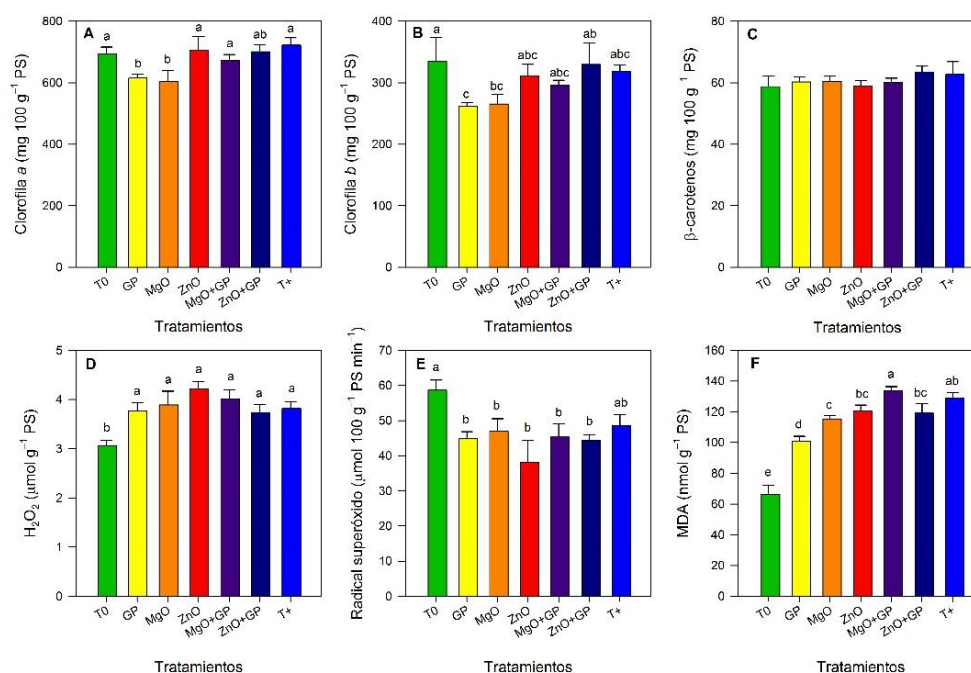 A
Clorofila a (mg 100 g⁻¹ PS)
800
600
400
200
0
a
b
b
a
a
ab
a
T0
GP
MgO
ZnO
MgO+GP
ZnO+GP
T+
Tratamientos
B
Clorofila b (mg 100 g⁻¹ PS)
400
300
200
100
0
a
c
bc
abc
abc
ab
abc
T0
GP
MgO
ZnO
MgO+GP
ZnO+GP
T+
Tratamientos
C
β-carotenos (mg 100 g⁻¹ PS)
100
80
60
40
20
0
T0
GP
MgO
ZnO
MgO+GP
ZnO+GP
T+
Tratamientos
D
H₂O₂ (μmol g⁻¹ PS)
5
4
3
2
1
0
b
a
a
a
a
a
a
T0
GP
MgO
ZnO
MgO+GP
ZnO+GP
T+
Tratamientos
E
Radical superóxido (μmol 100 g⁻¹ PS min⁻¹)
70
60
50
40
30
20
10
0
a
b
b
b
b
b
ab
T0
GP
MgO
ZnO
MgO+GP
ZnO+GP
T+
Tratamientos
F
MDA (nmol g⁻¹ PS)
160
140
120
100
80
60
40
20
0
e
d
c
bc
a
bc
ab
T0
GP
MgO
ZnO
MgO+GP
ZnO+GP
T+
Tratamientos